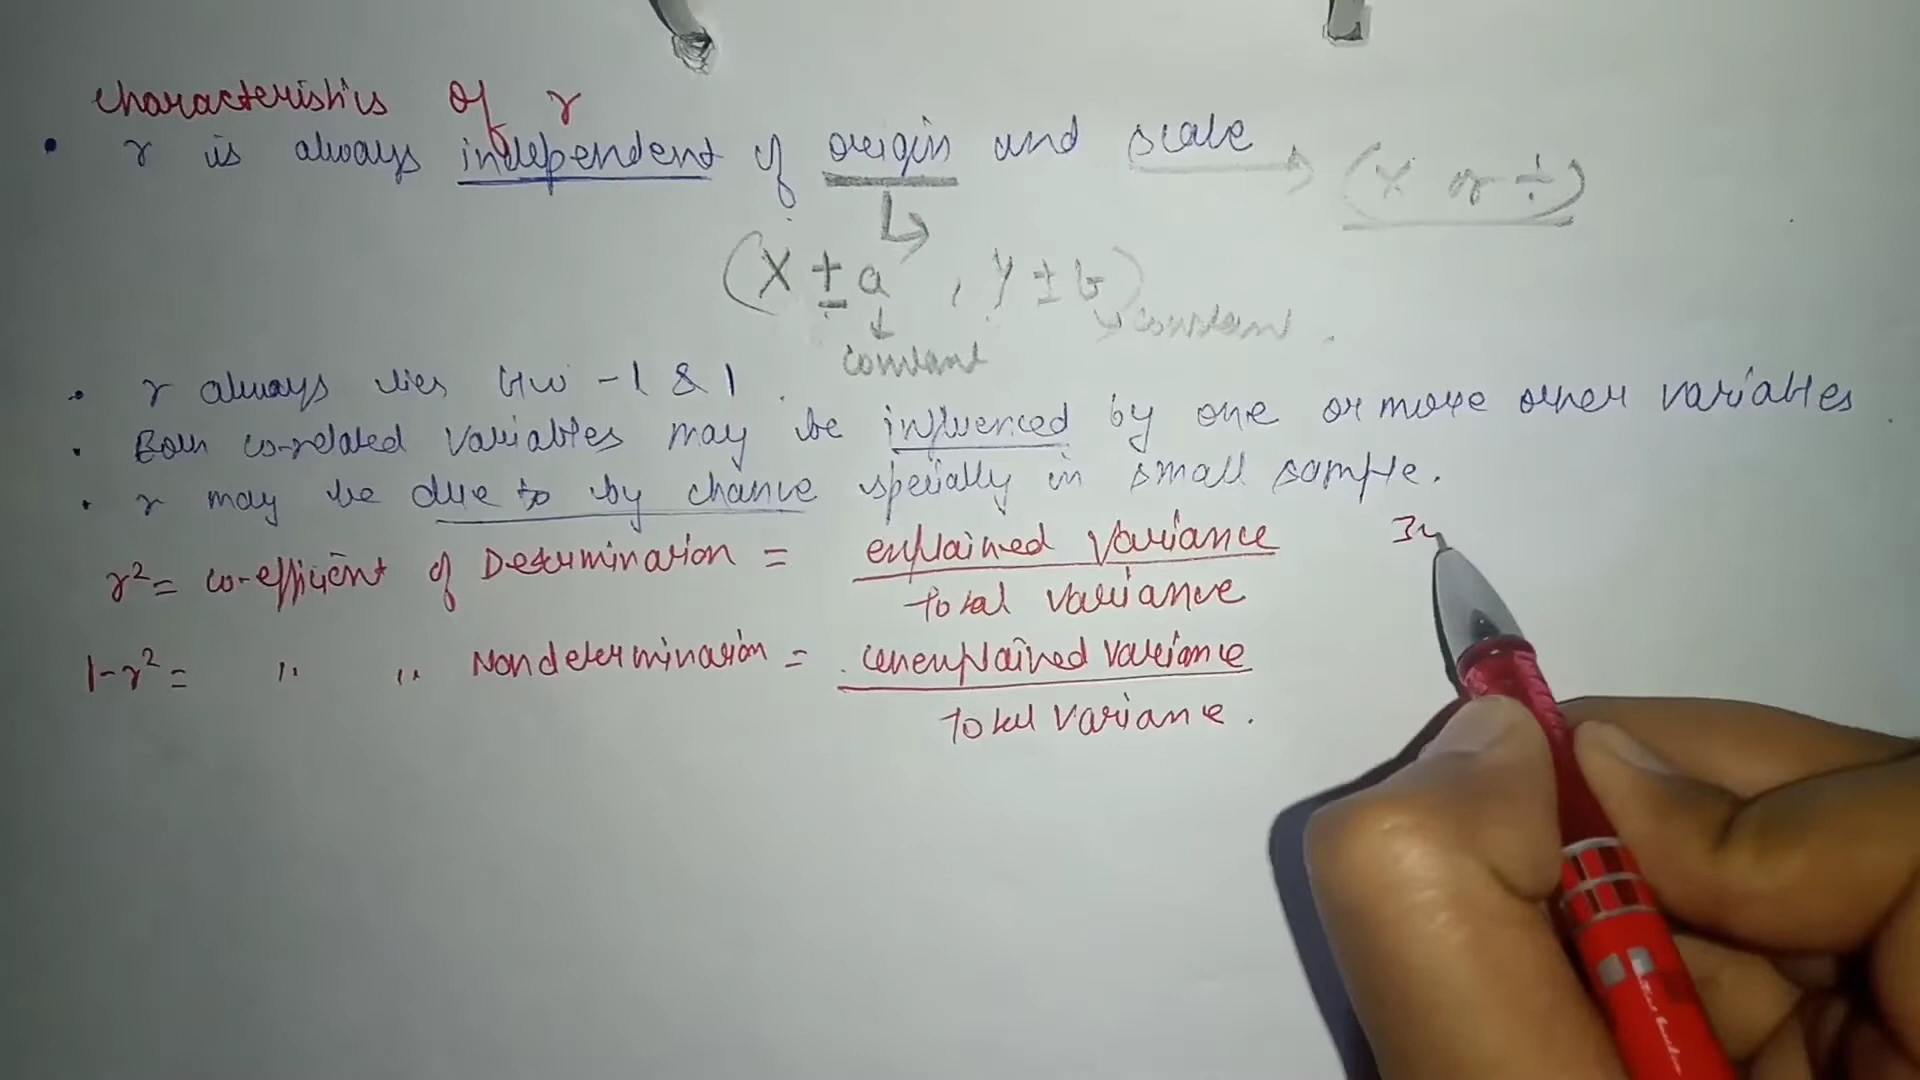 characteristics of r
• r is always independent of origin and scale → (x or ÷)
(X ± a , Y ± b)
constant
constant
• r always lies btw -1 & 1
• Both co-related variables may be influenced by one or more other variables
• r may be due to by chance specially in small sample.
r² = co-efficient of Determination = explained variance
total variance
1-r² = " " Nondetermination = unexplained variance
total variance.